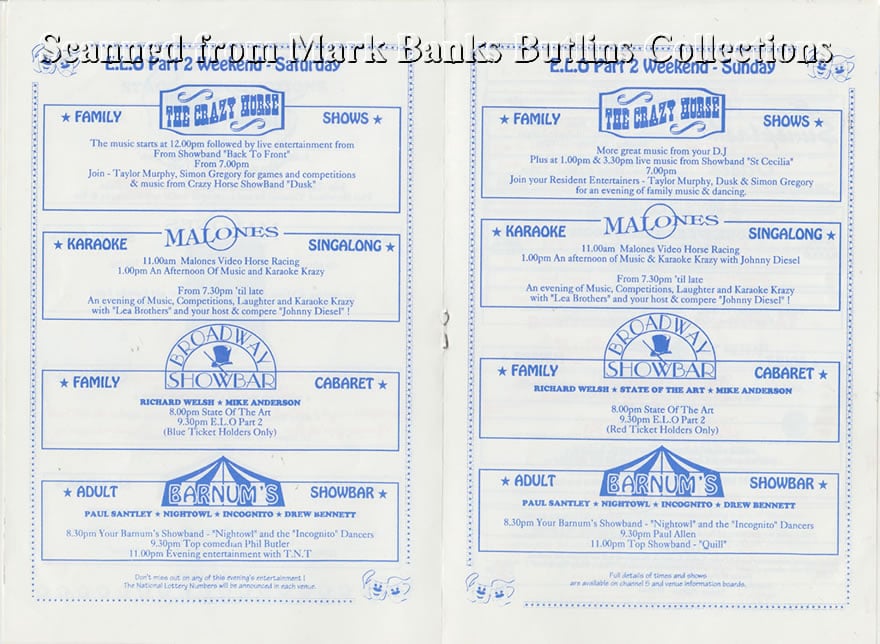 Scanned from Mark Banks Butlins Collections
E.L.O Part 2 Weekend - Saturday
THE CRAZY HORSE
★ FAMILY SHOWS ★
The music starts at 12.00pm followed by live entertainment from
From Showband "Back To Front"
From 7.00pm
Join - Taylor Murphy, Simon Gregory for games and competitions
& music from Crazy Horse ShowBand "Dusk"
MALONES
★ KARAOKE SINGALONG ★
11.00am Malones Video Horse Racing
1.00pm An Afternoon Of Music and Karaoke Krazy
From 7.30pm 'til late
An evening of Music, Competitions, Laughter and Karaoke Krazy
with "Lea Brothers" and your host & compere "Johnny Diesel" !
BROADWAY
SHOWBAR
★ FAMILY CABARET ★
RICHARD WELSH ★ MIKE ANDERSON
8.00pm State Of The Art
9.30pm E.L.O Part 2
(Blue Ticket Holders Only)
BARNUM'S
★ ADULT SHOWBAR ★
PAUL SANTLEY ★ NIGHTOWL ★ INCOGNITO ★ DREW BENNETT
8.30pm Your Barnum's Showband - "Nightowl" and the "Incognito" Dancers
9.30pm Top comedian Phil Butler
11.00pm Evening entertainment with T.N.T
Don't miss out on any of this evening's entertainment !
The National Lottery Numbers will be announced in each venue.
E.L.O Part 2 Weekend - Sunday
THE CRAZY HORSE
★ FAMILY SHOWS ★
More great music from your D.J
Plus at 1.00pm & 3.30pm live music from Showband "St Cecilia"
7.00pm
Join your Resident Entertainers - Taylor Murphy, Dusk & Simon Gregory
for an evening of family music & dancing.
MALONES
★ KARAOKE SINGALONG ★
11.00am Malones Video Horse Racing
1.00pm An afternoon of Music & Karaoke Krazy with Johnny Diesel
From 7.30pm 'til late
An evening of Music, Competitions, Laughter and Karaoke Krazy
with "Lea Brothers" and your host & compere "Johnny Diesel" !
BROADWAY
SHOWBAR
★ FAMILY CABARET ★
RICHARD WELSH ★ STATE OF THE ART ★ MIKE ANDERSON
8.00pm State Of The Art
9.30pm E.L.O Part 2
(Red Ticket Holders Only)
BARNUM'S
★ ADULT SHOWBAR ★
PAUL SANTLEY ★ NIGHTOWL ★ INCOGNITO ★ DREW BENNETT
8.30pm Your Barnum's Showband - "Nighrowl" and the "Incognito" Dancers
9.30pm Paul Allen
11.00pm Top Showband - "Quill"
Full details of times and shows
are available on channel 5 and venue information boards.